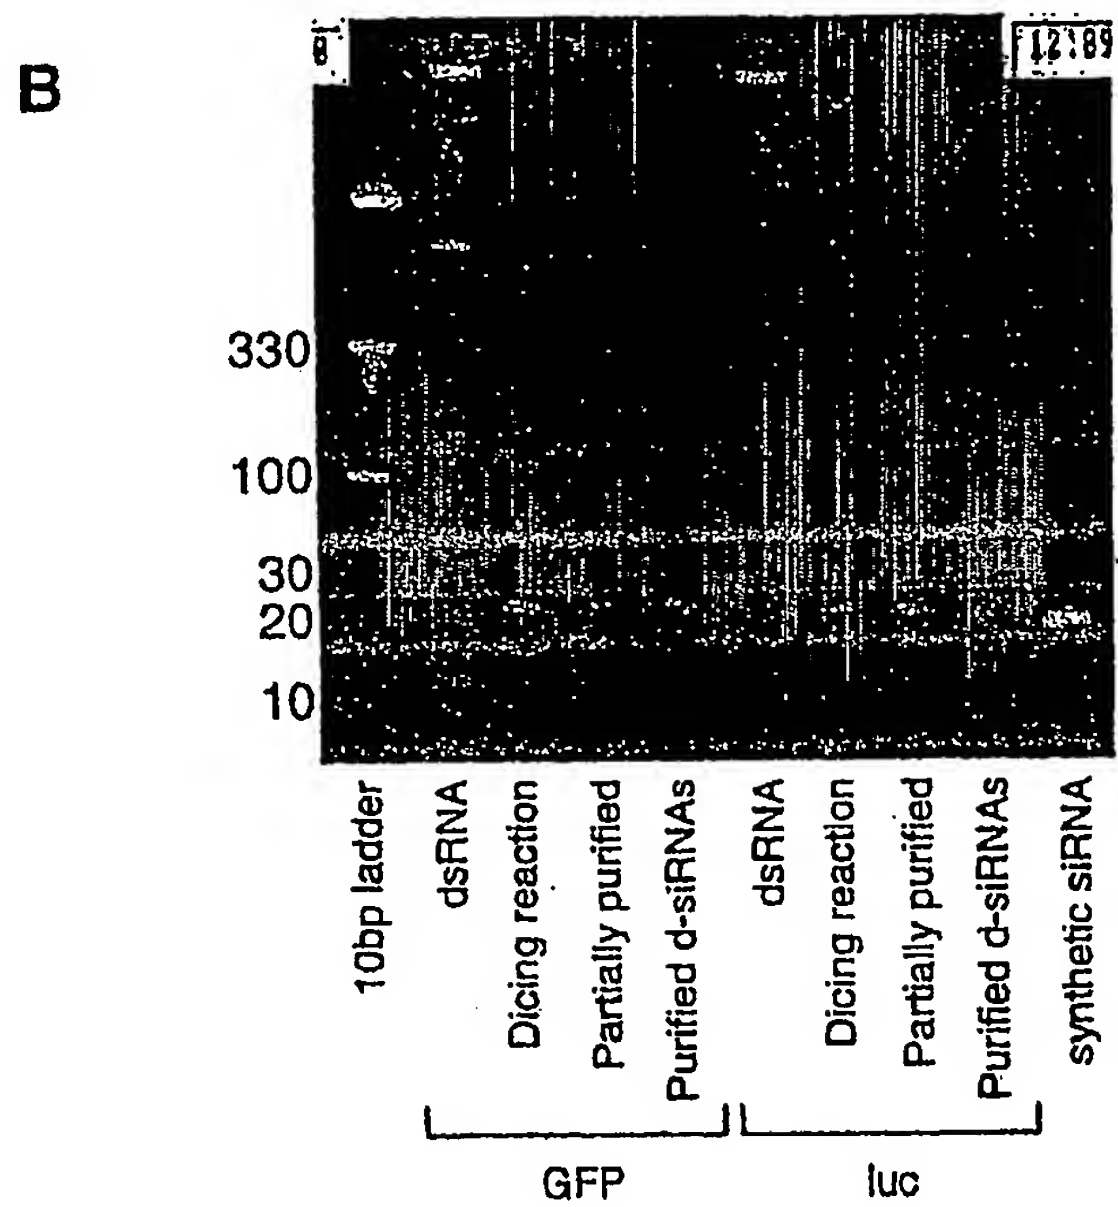 B
330
100
30
20
10
10bp ladder
dsRNA
Dicing reaction
Partially purified
Purified d-siRNAs
dsRNA
Dicing reaction
Partially purified
Purified d-siRNAs
synthetic siRNA
GFP
luc